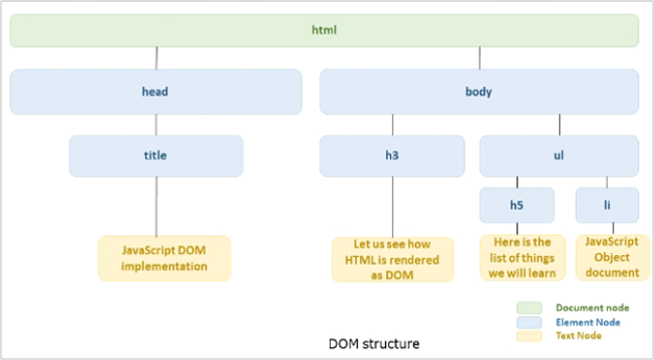 html
head
body
title
h3
ul
h5
li
JavaScript DOM
implementation
Let us see how
HTML is rendered
as DOM
Here is the
list of things
we will learn
JavaScript
Object
document
Document node
Element Node
Text Node
DOM structure